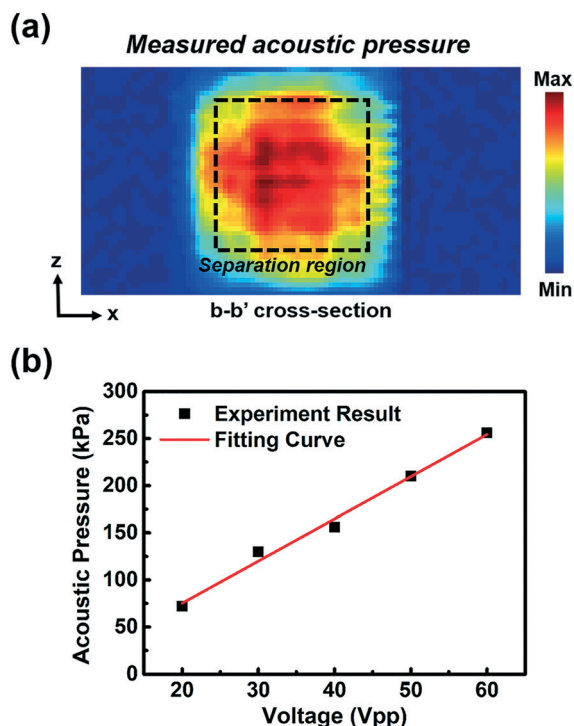 (a)
Measured acoustic pressure
Max
Min
Separation region
z
x
b-b' cross-section
(b)
Acoustic Pressure (kPa)
300
250
200
150
100
50
0
Experiment Result
Fitting Curve
20 30 40 50 60
Voltage (Vpp)